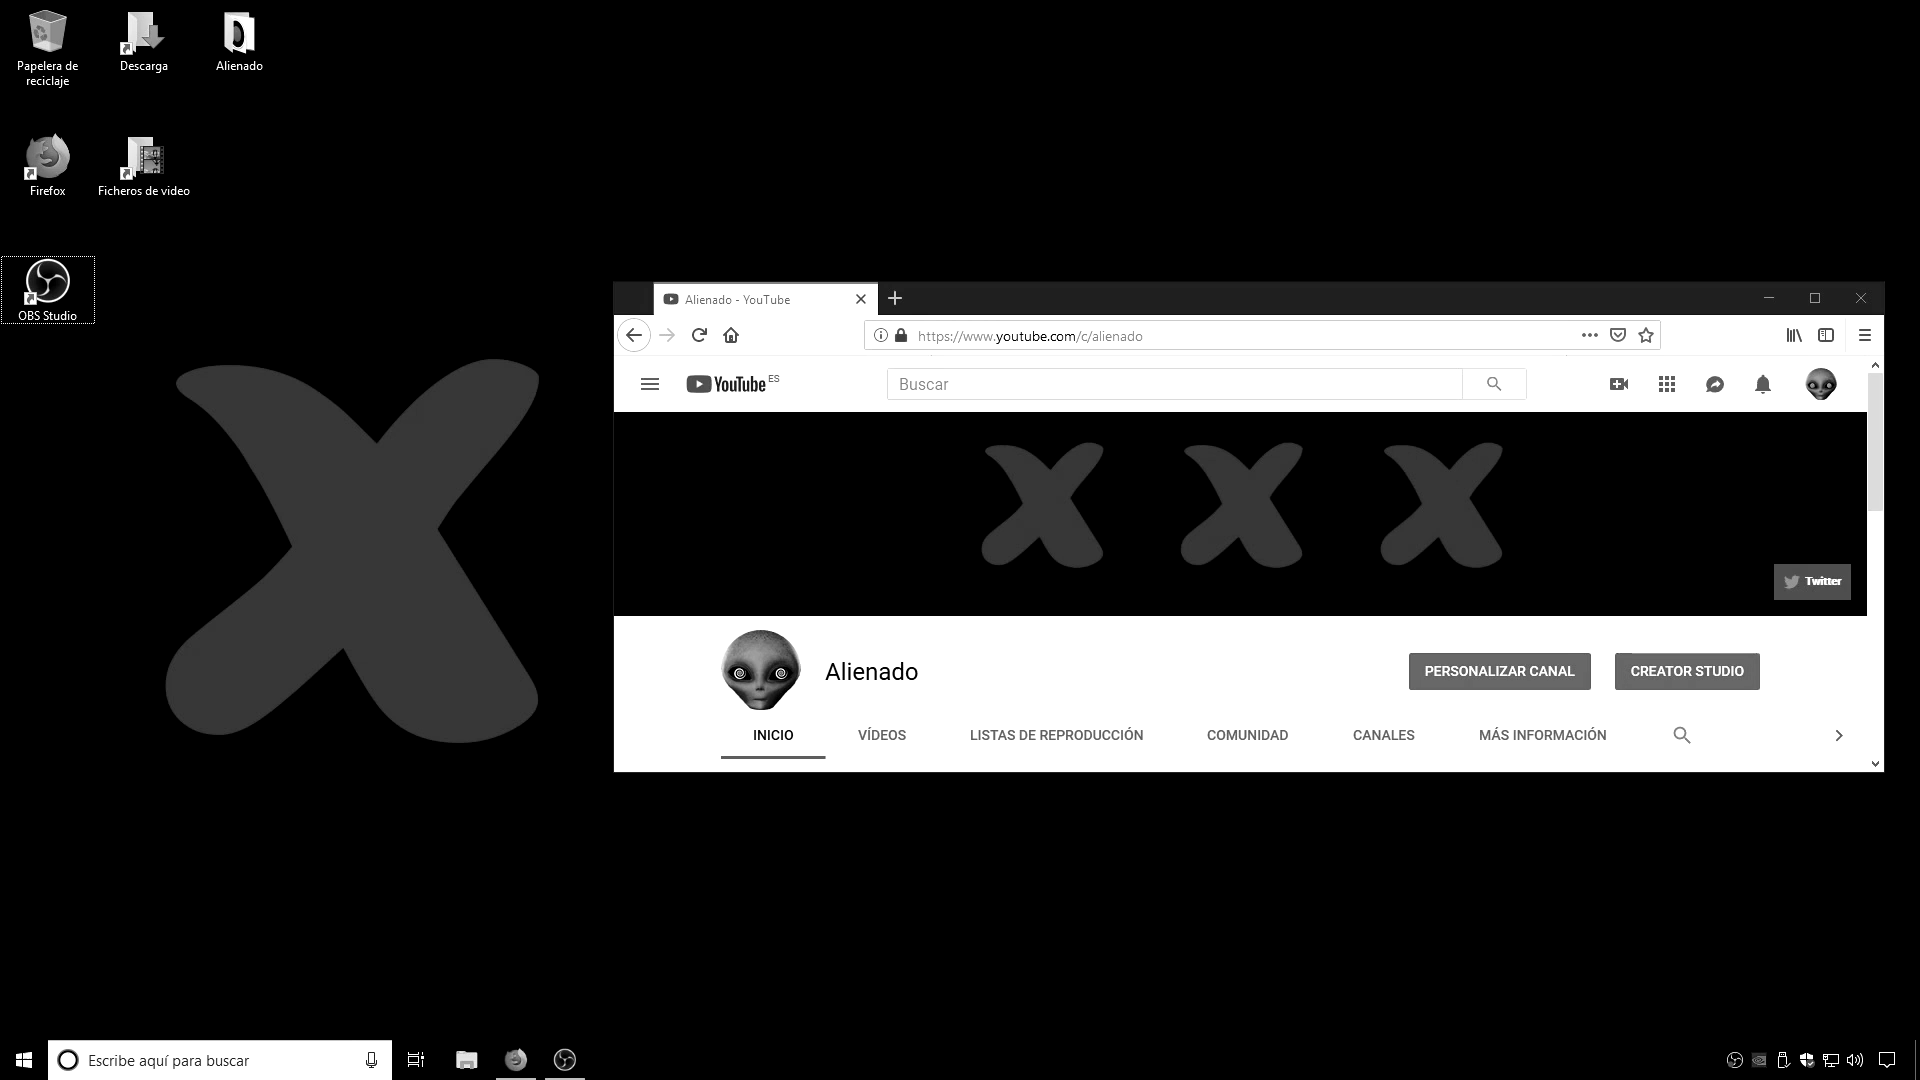 Papelera de
reciclaje
Descarga
Alienado
Firefox
Ficheros de video
OBS Studio
Alienado - YouTube
https://www.youtube.com/c/alienado
YouTube ES
Buscar
Twitter
Alienado
PERSONALIZAR CANAL
CREATOR STUDIO
INICIO
VÍDEOS
LISTAS DE REPRODUCCIÓN
COMUNIDAD
CANALES
MÁS INFORMACIÓN
Escribe aquí para buscar